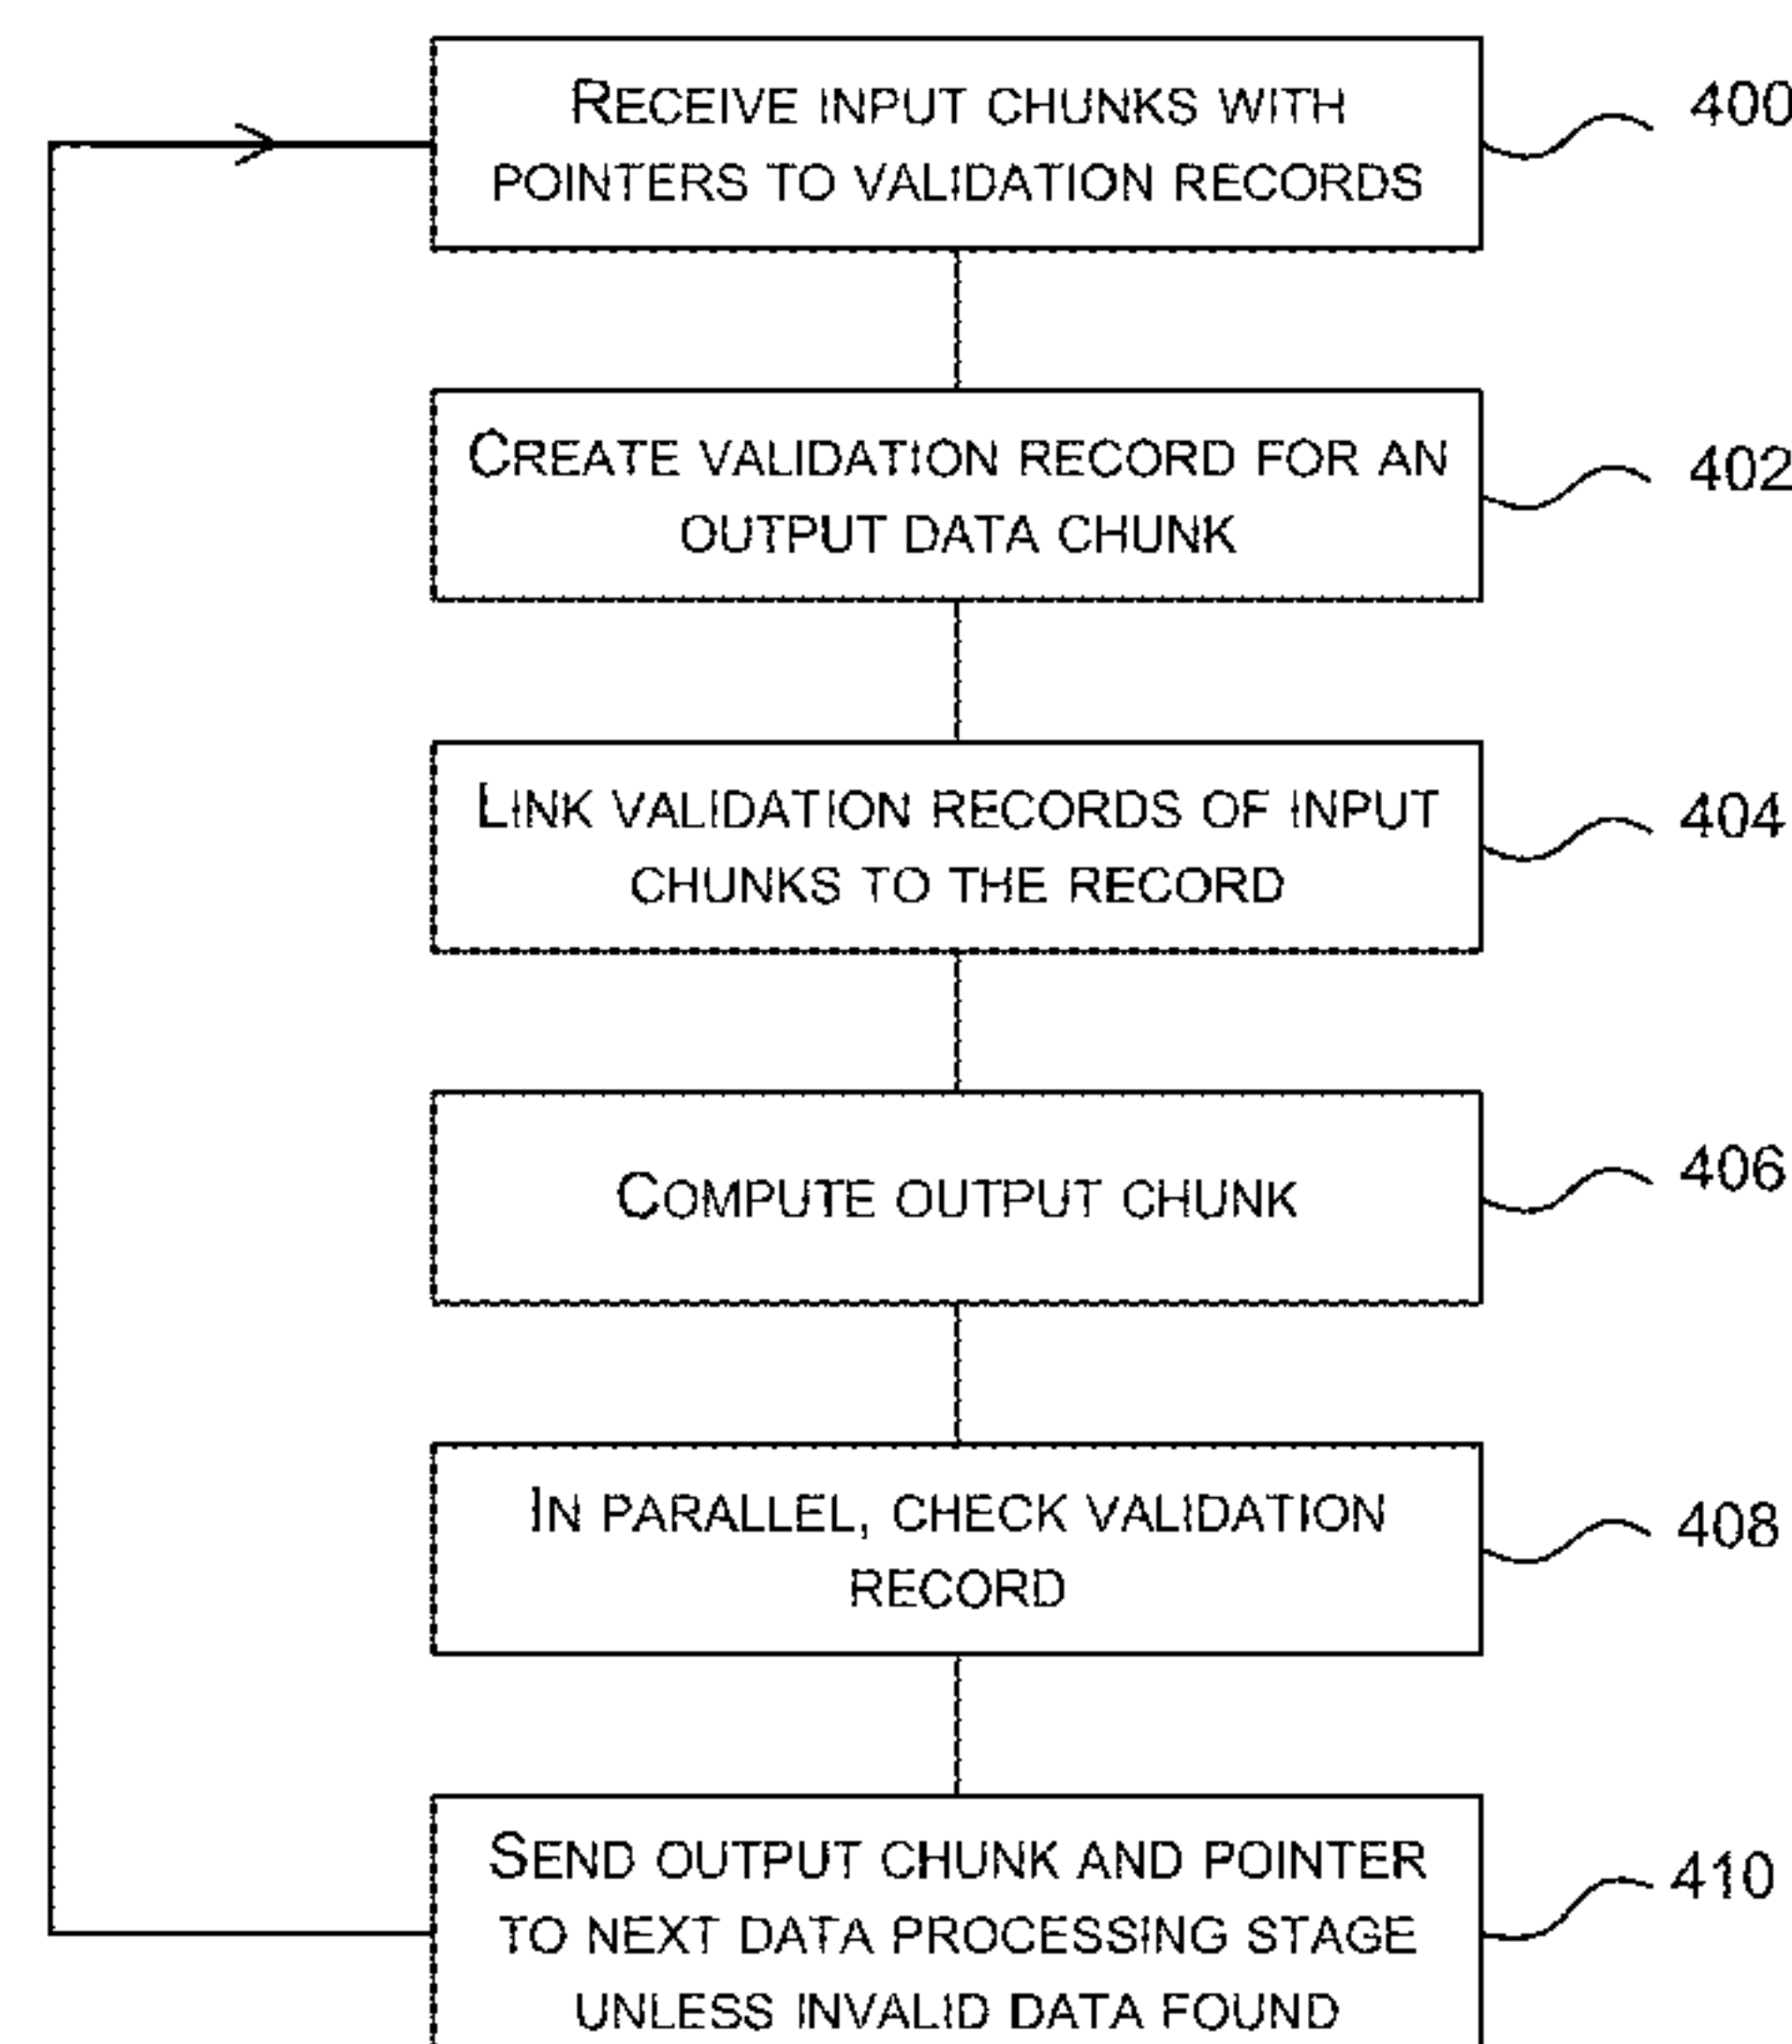 RECEIVE INPUT CHUNKS WITH
POINTERS TO VALIDATION RECORDS
400
CREATE VALIDATION RECORD FOR AN
OUTPUT DATA CHUNK
402
LINK VALIDATION RECORDS OF INPUT
CHUNKS TO THE RECORD
404
COMPUTE OUTPUT CHUNK
406
IN PARALLEL, CHECK VALIDATION
RECORD
408
SEND OUTPUT CHUNK AND POINTER
TO NEXT DATA PROCESSING STAGE
UNLESS INVALID DATA FOUND
410